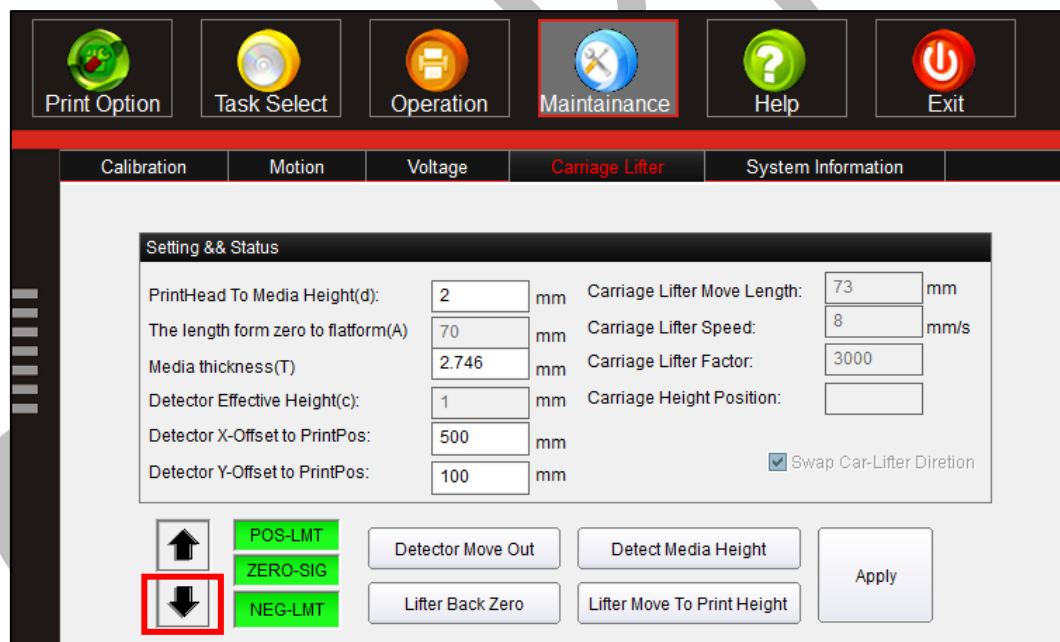 Print Option
Task Select
Operation
Maintainance
Help
Exit
Calibration
Motion
Voltage
Carriage Lifter
System Information
Setting && Status
PrintHead To Media Height(d): 2 mm
The length form zero to flatform(A) 70 mm
Media thickness(T) 2.746 mm
Detector Effective Height(c): 1 mm
Detector X-Offset to PrintPos: 500 mm
Detector Y-Offset to PrintPos: 100 mm
Carriage Lifter Move Length: 73 mm
Carriage Lifter Speed: 8 mm/s
Carriage Lifter Factor: 3000
Carriage Height Position:
Swap Car-Lifter Diretion
POS-LMT
ZERO-SIG
NEG-LMT
Detector Move Out
Detect Media Height
Lifter Back Zero
Lifter Move To Print Height
Apply